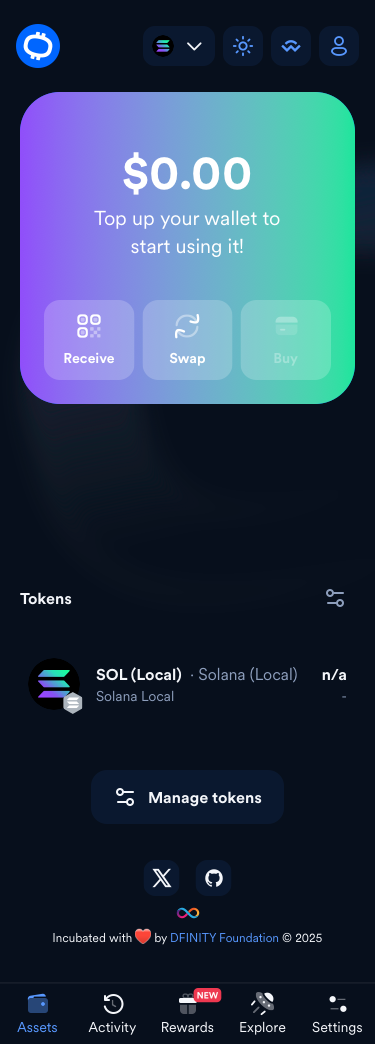 $0.00
Top up your wallet to
start using it!
Receive Swap Buy
Tokens
SOL (Local) · Solana (Local) n/a
Solana Local -
Manage tokens
Incubated with ❤️ by DFINITY Foundation © 2025
NEW
Assets Activity Rewards Explore Settings